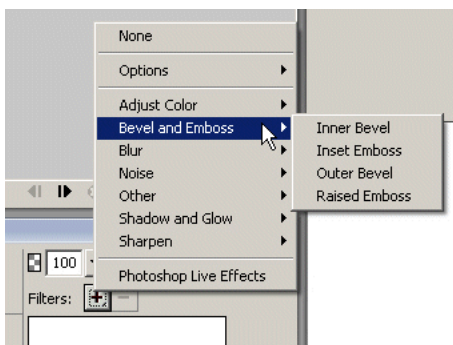 None
Options
Adjust Color
Bevel and Emboss
Blur
Noise
Other
Shadow and Glow
Sharpen
Photoshop Live Effects
Inner Bevel
Inset Emboss
Outer Bevel
Raised Emboss
100
Filters: